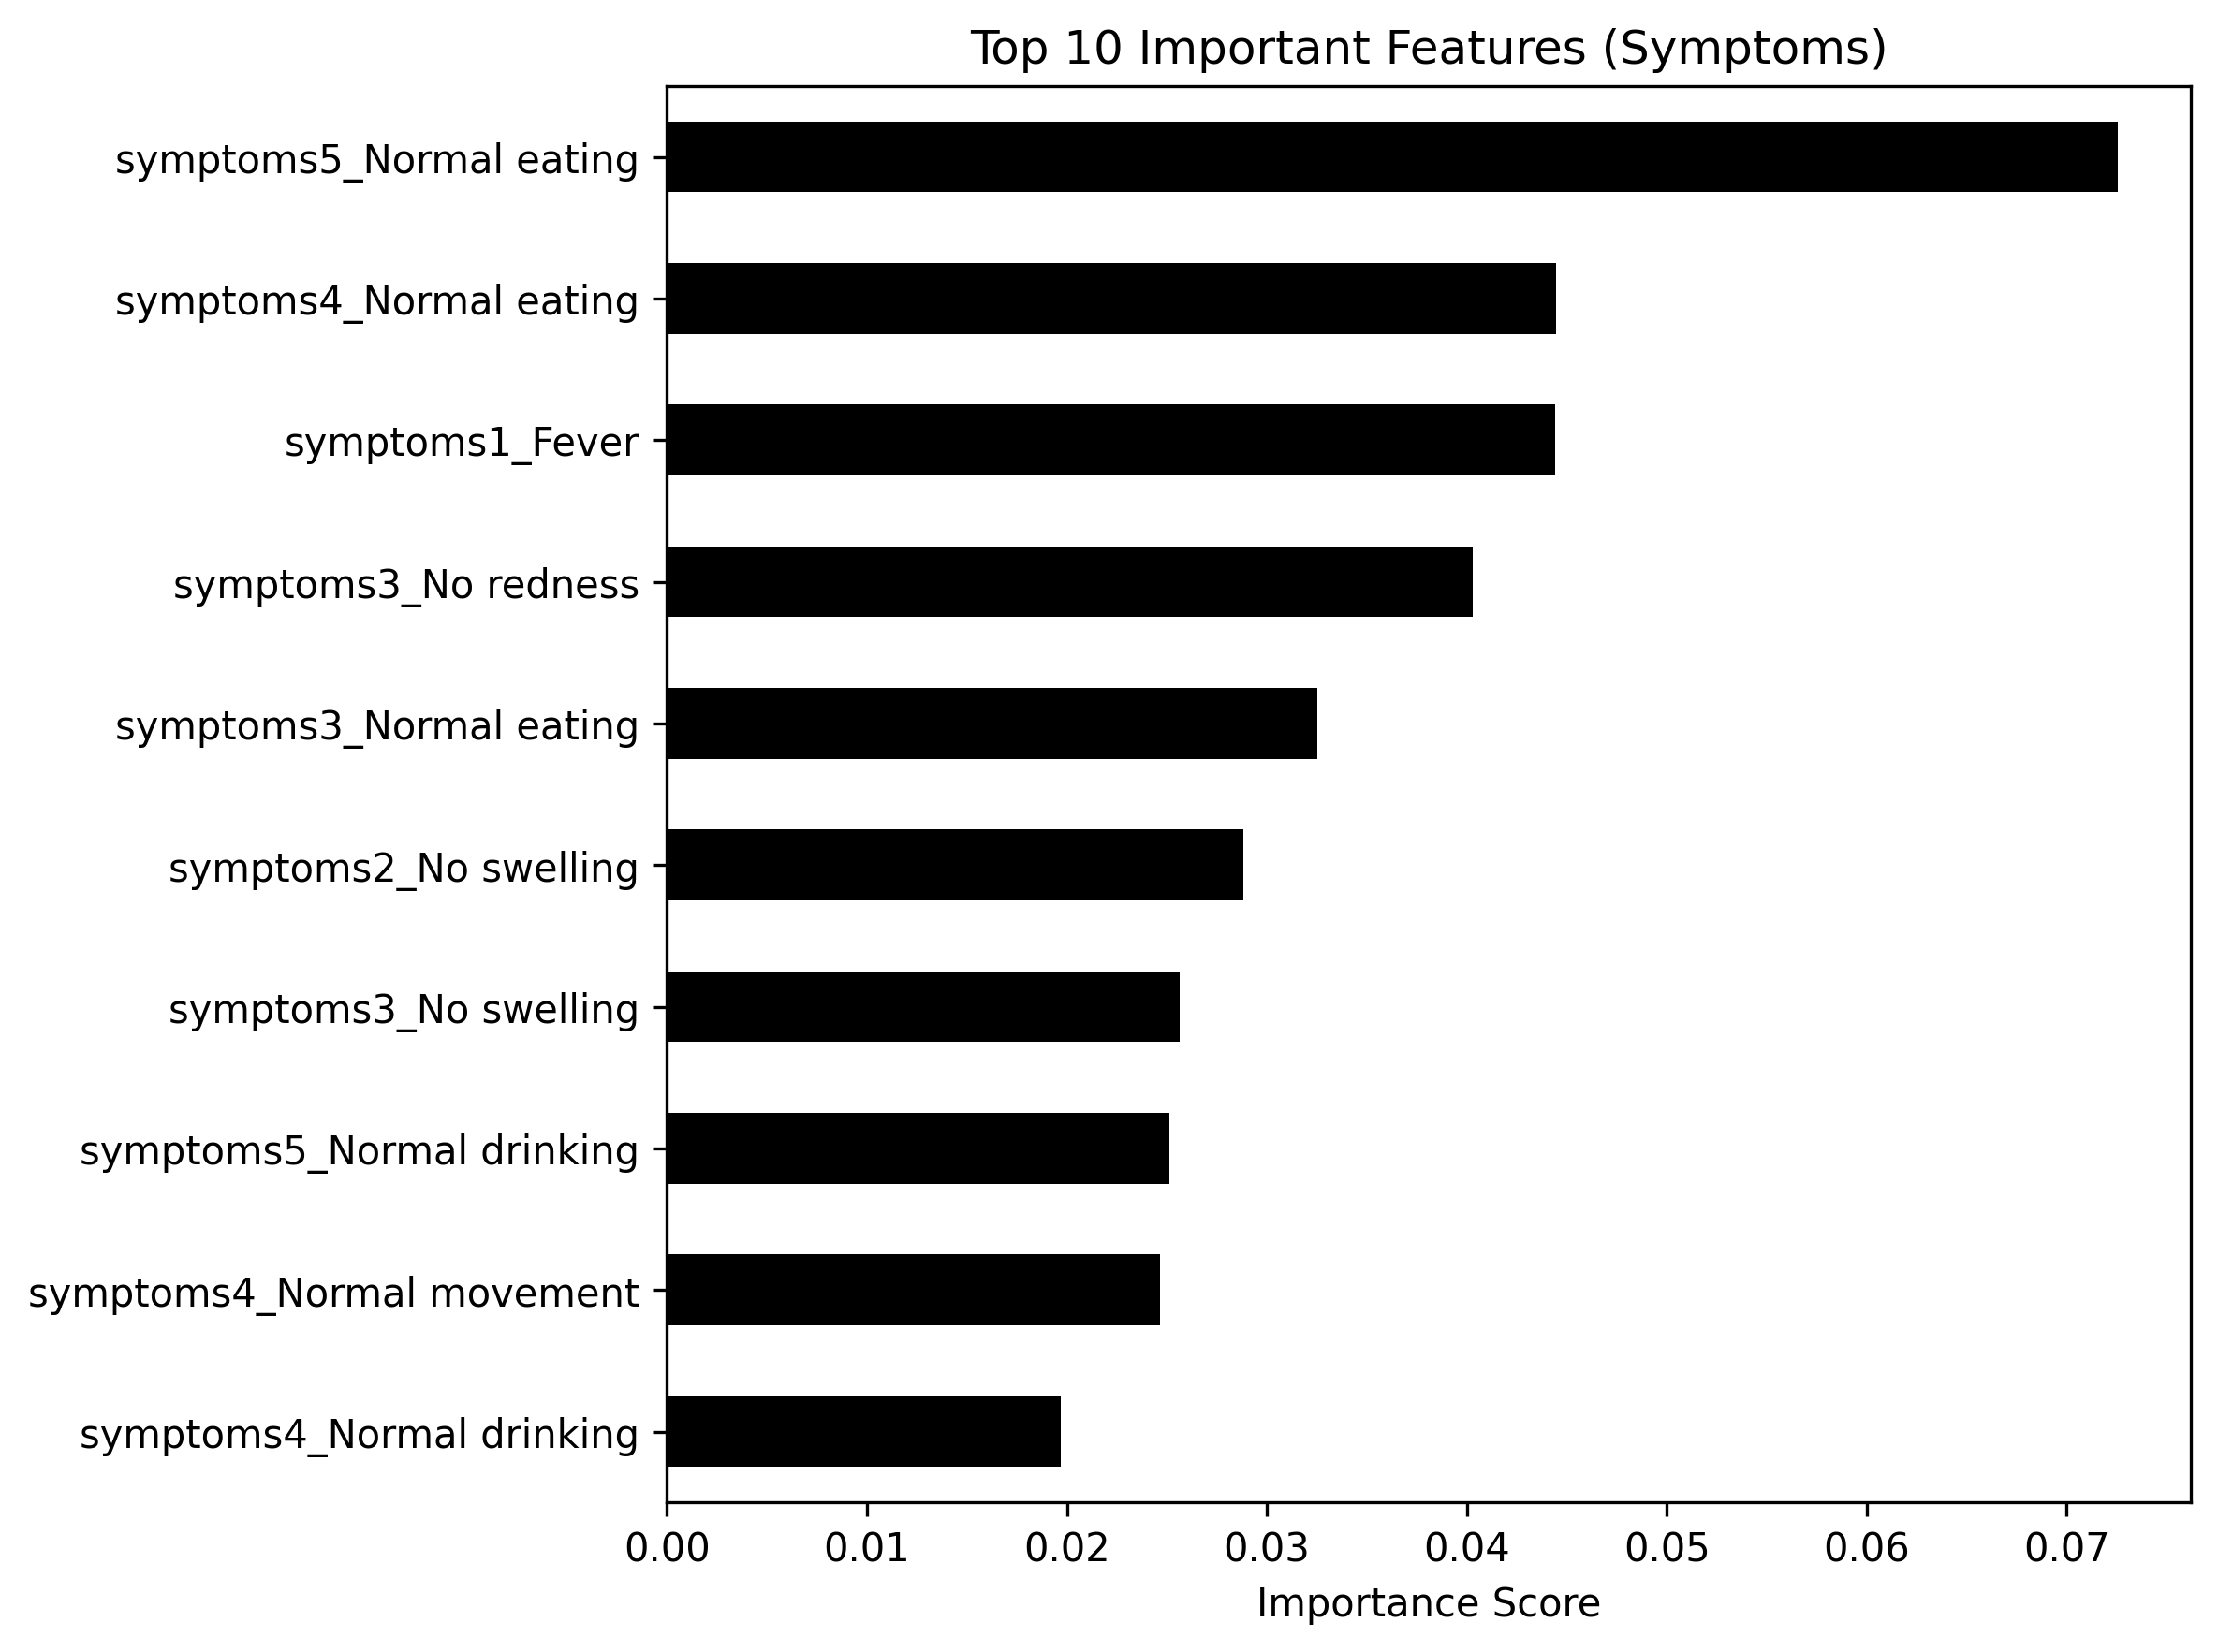 Top 10 Important Features (Symptoms)
symptoms5_Normal eating
symptoms4_Normal eating
symptoms1_Fever
symptoms3_No redness
symptoms3_Normal eating
symptoms2_No swelling
symptoms3_No swelling
symptoms5_Normal drinking
symptoms4_Normal movement
symptoms4_Normal drinking
0.00 0.01 0.02 0.03 0.04 0.05 0.06 0.07
Importance Score